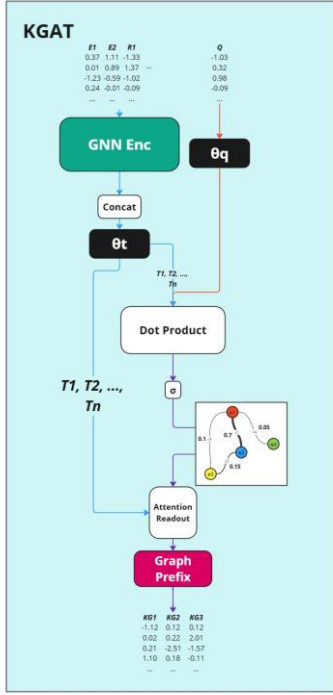 KGAT
E1 E2 R1
0.37 1.11 -1.33
0.01 0.89 1.37 ...
-1.23 -0.59 -1.02
0.24 -0.01 -0.09
...
Q
-1.03
0.32
0.98
-0.09
...
GNN Enc
θq
Concat
θt
T1, T2, ...,
Tn
Dot Product
σ
T1, T2, ...,
Tn
0.1
0.7
0.05
0.15
Attention
Readout
Graph
Prefix
KG1 KG2 KG3
-1.12 0.12 0.12
0.02 0.22 2.01
0.21 -2.51 -1.57
1.10 0.18 -0.11
... ... ...